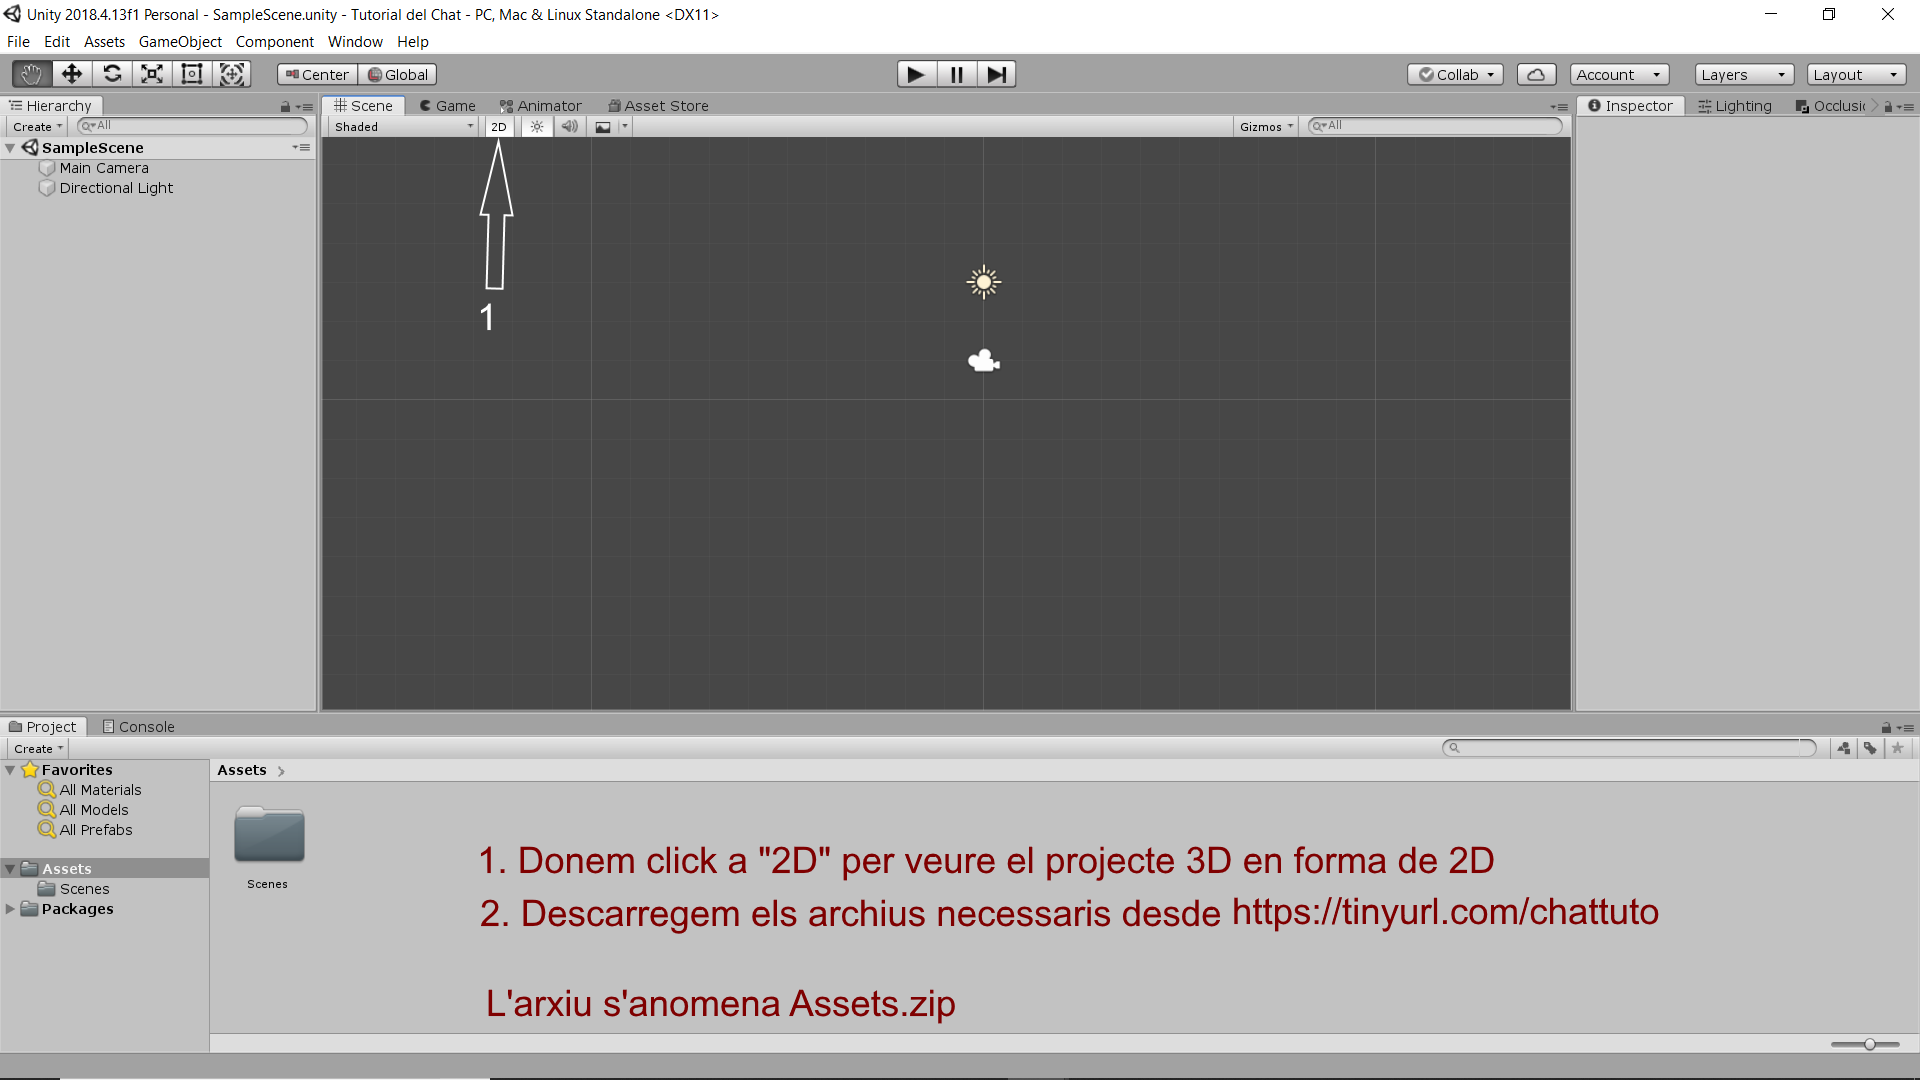 Unity 2018.4.13f1 Personal - SampleScene.unity - Tutorial del Chat - PC, Mac & Linux Standalone <DX11>
File Edit Assets GameObject Component Window Help
Center Global Collab Account Layers Layout
Hierarchy
Create All
SampleScene
Main Camera
Directional Light
Scene Game Animator Asset Store
Shaded 2D Gizmos All
1
Inspector Lighting Occlusi
Project Console
Create
Favorites
All Materials
All Models
All Prefabs
Assets
Scenes
Packages
Assets
Scenes
1. Donem click a "2D" per veure el projecte 3D en forma de 2D
2. Descarregem els archius necessaris desde https://tinyurl.com/chattuto
L'arxiu s'anomena Assets.zip